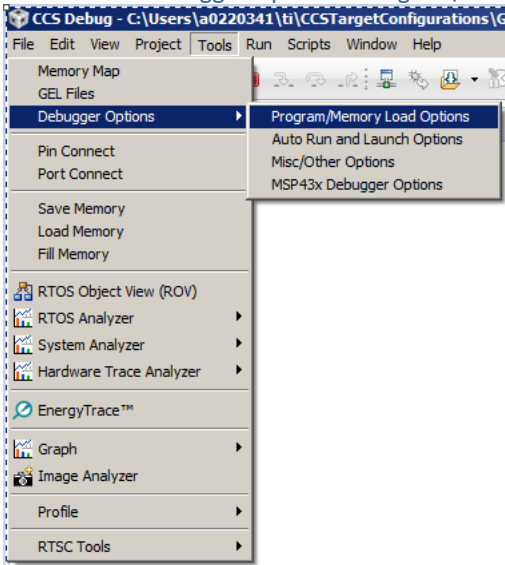 CCS Debug - C:\Users\a0220341\ti\CCSTargetConfigurations\G
File Edit View Project Tools Run Scripts Window Help
Memory Map
GEL Files
Debugger Options
Program/Memory Load Options
Auto Run and Launch Options
Misc/Other Options
MSP43x Debugger Options
Pin Connect
Port Connect
Save Memory
Load Memory
Fill Memory
RTOS Object View (ROV)
RTOS Analyzer
System Analyzer
Hardware Trace Analyzer
EnergyTrace™
Graph
Image Analyzer
Profile
RTSC Tools